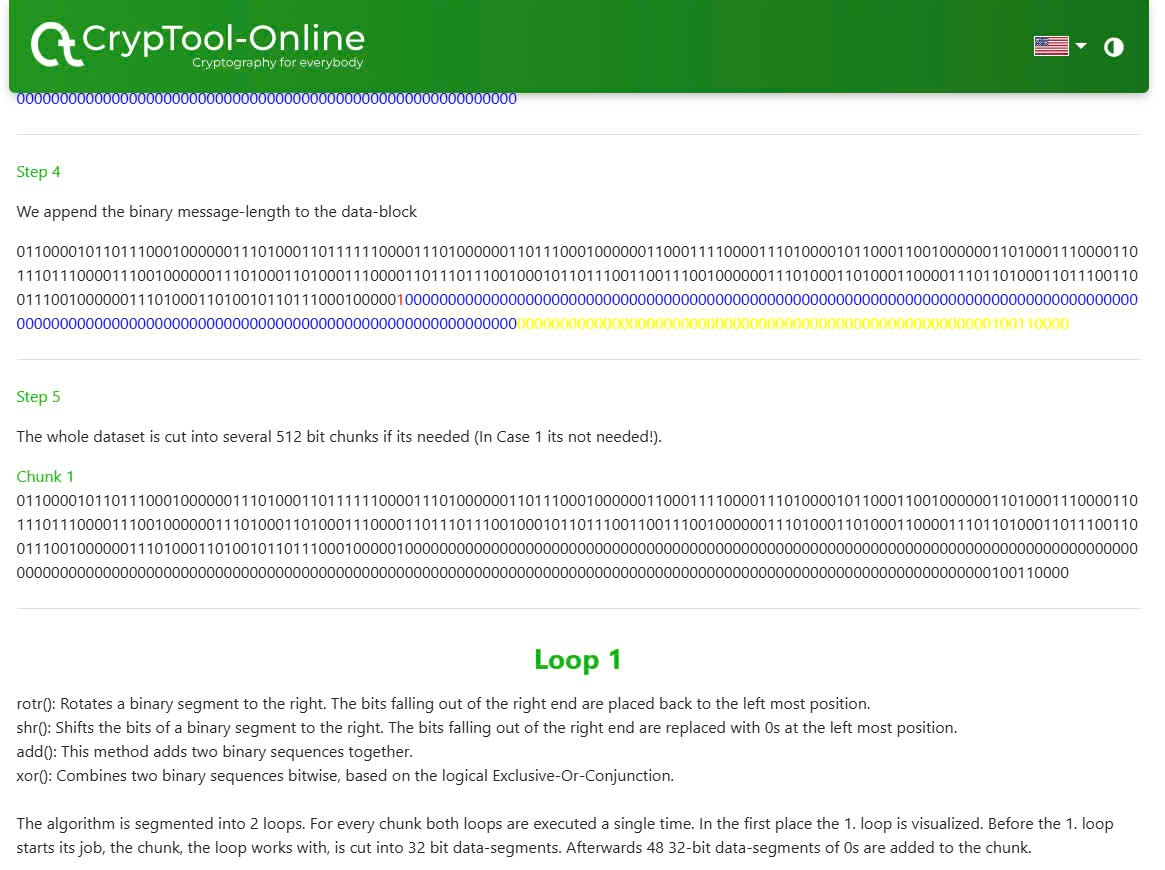 CrypTool-Online
Cryptography for everybody
0000000000000000000000000000000000000000000000000000000000
Step 4
We append the binary message-length to the data-block
0110000101101110001000000111010001101111110000111010000001101110001000000110001111000011101000010110001100100000011010001110000110
1110111000011100100000011101000110100011100001101110111001000101101110011001110010000001110100011010001100001110110100011011100110
0111001000000111010001101001011011100010000010000000000000000000000000000000000000000000000000000000000000000000000000000000000000
00000000000000000000000000000000000000000000000000000000000000000000000000000000000000000000000000000000000000000100110000
Step 5
The whole dataset is cut into several 512 bit chunks if its needed (In Case 1 its not needed!).
Chunk 1
0110000101101110001000000111010001101111110000111010000001101110001000000110001111000011101000010110001100100000011010001110000110
1110111000011100100000011101000110100011100001101110111001000101101110011001110010000001110100011010001100001110110100011011100110
0111001000000111010001101001011011100010000010000000000000000000000000000000000000000000000000000000000000000000000000000000000000
00000000000000000000000000000000000000000000000000000000000000000000000000000000000000000000000000000000000000000100110000
Loop 1
rotr(): Rotates a binary segment to the right. The bits falling out of the right end are placed back to the left most position.
shr(): Shifts the bits of a binary segment to the right. The bits falling out of the right end are replaced with 0s at the left most position.
add(): This method adds two binary sequences together.
xor(): Combines two binary sequences bitwise, based on the logical Exclusive-Or-Conjunction.
The algorithm is segmented into 2 loops. For every chunk both loops are executed a single time. In the first place the 1. loop is visualized. Before the 1. loop
starts its job, the chunk, the loop works with, is cut into 32 bit data-segments. Afterwards 48 32-bit data-segments of 0s are added to the chunk.